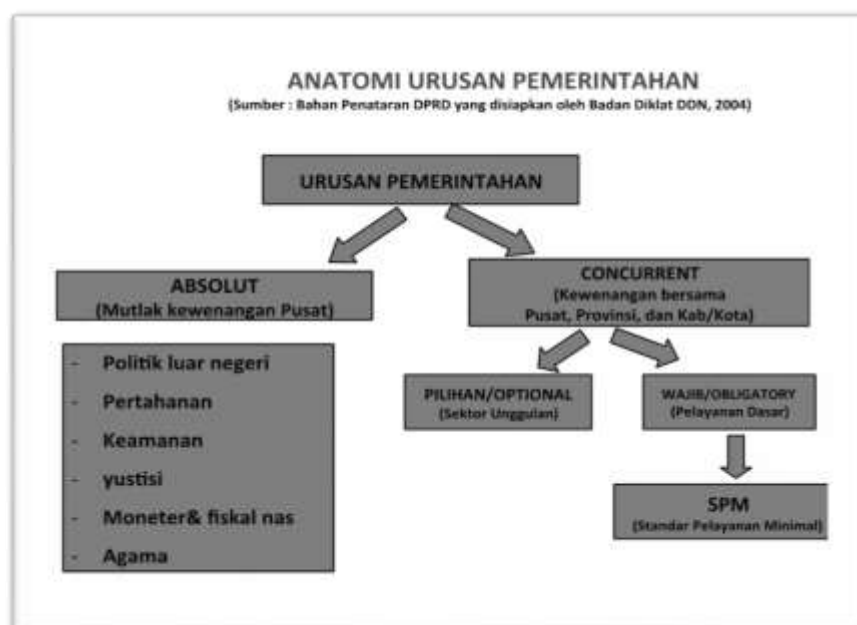 ANATOMI URUSAN PEMERINTAHAN
(Sumber : Bahan Penataran DPRD yang disiapkan oleh Badan Diklat DDN, 2004)
URUSAN PEMERINTAHAN
ABSOLUT
(Mutlak kewenangan Pusat)
- Politik luar negeri
- Pertahanan
- Keamanan
- yustisi
- Moneter& fiskal nas
- Agama
CONCURRENT
(Kewenangan bersama
Pusat, Provinsi, dan Kab/Kota)
PILIHAN/OPTIONAL
(Sektor Unggulan)
WAJIB/OBLIGATORY
(Pelayanan Dasar)
SPM
(Standar Pelayanan Minimal)